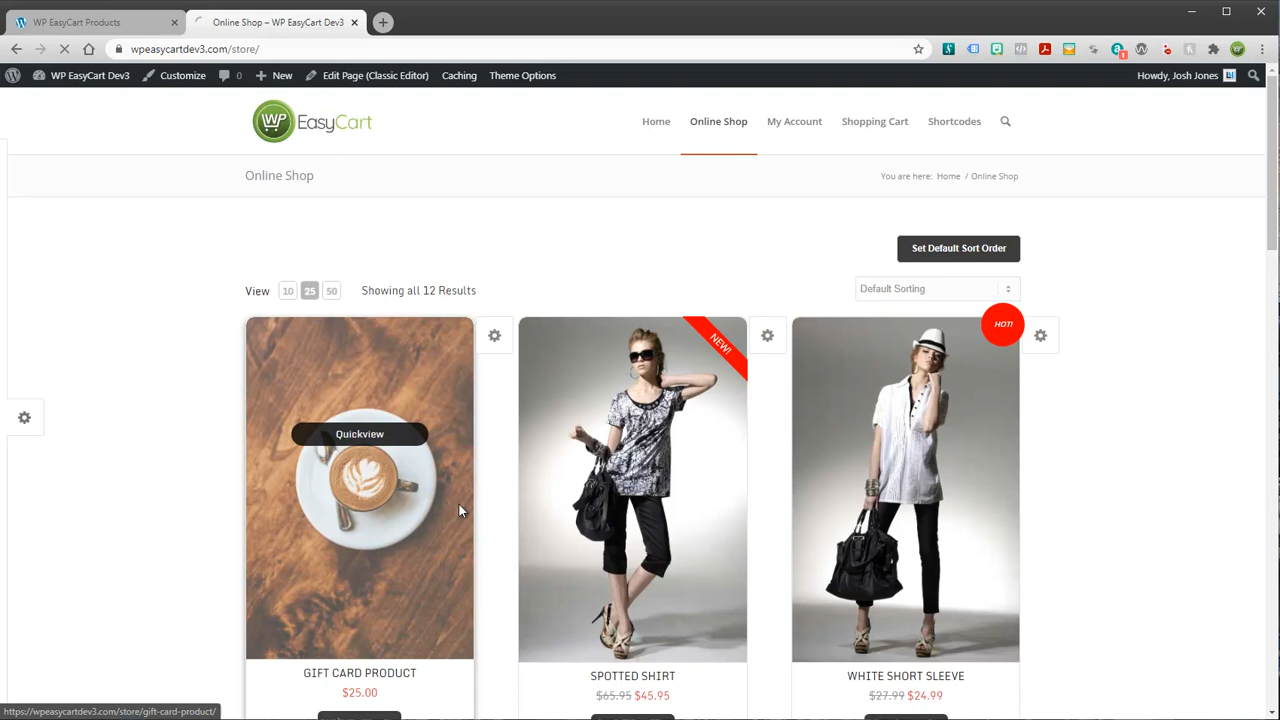 WP EasyCart Products
Online Shop – WP EasyCart Dev3
wpeasycartdev3.com/store/
WP EasyCart Dev3
Customize
0
New
Edit Page (Classic Editor)
Caching
Theme Options
Howdy, Josh Jones
WP EasyCart
Home
Online Shop
My Account
Shopping Cart
Shortcodes
Online Shop
You are here: Home / Online Shop
Set Default Sort Order
View 10 25 50 Showing all 12 Results
Default Sorting
NEW!
HOT!
Quickview
GIFT CARD PRODUCT
$25.00
SPOTTED SHIRT
$65.95 $45.95
WHITE SHORT SLEEVE
$27.99 $24.99
https://wpeasycartdev3.com/store/gift-card-product/